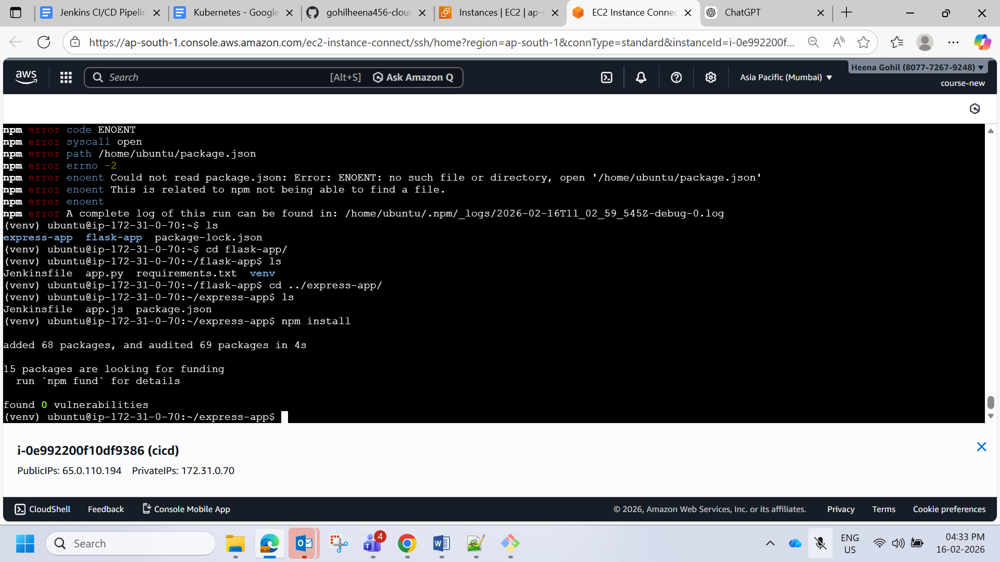 Jenkins CI/CD Pipelin
Kubernetes - Google
gohilheena456-cloud
Instances | EC2 | ap-s
EC2 Instance Connec
ChatGPT
https://ap-south-1.console.aws.amazon.com/ec2-instance-connect/ssh/home?region=ap-south-1&connType=standard&instanceId=i-0e992200f...
aws
Search
[Alt+S]
Ask Amazon Q
Asia Pacific (Mumbai)
Heena Gohil (8077-7267-9248)
course-new
npm error code ENOENT
npm error syscall open
npm error path /home/ubuntu/package.json
npm error errno -2
npm error enoent Could not read package.json: Error: ENOENT: no such file or directory, open '/home/ubuntu/package.json'
npm error enoent This is related to npm not being able to find a file.
npm error enoent
npm error A complete log of this run can be found in: /home/ubuntu/.npm/_logs/2026-02-16T11_02_59_545Z-debug-0.log
(venv) ubuntu@ip-172-31-0-70:~$ ls
express-app flask-app package-lock.json
(venv) ubuntu@ip-172-31-0-70:~$ cd flask-app/
(venv) ubuntu@ip-172-31-0-70:~/flask-app$ ls
Jenkinsfile app.py requirements.txt venv
(venv) ubuntu@ip-172-31-0-70:~/flask-app$ cd ../express-app/
(venv) ubuntu@ip-172-31-0-70:~/express-app$ ls
Jenkinsfile app.js package.json
(venv) ubuntu@ip-172-31-0-70:~/express-app$ npm install
added 68 packages, and audited 69 packages in 4s
15 packages are looking for funding
run `npm fund` for details
found 0 vulnerabilities
(venv) ubuntu@ip-172-31-0-70:~/express-app$
i-0e992200f10df9386 (cicd)
PublicIPs: 65.0.110.194 PrivateIPs: 172.31.0.70
CloudShell
Feedback
Console Mobile App
© 2026, Amazon Web Services, Inc. or its affiliates.
Privacy
Terms
Cookie preferences
Search
4
ENG
US
04:33 PM
16-02-2026